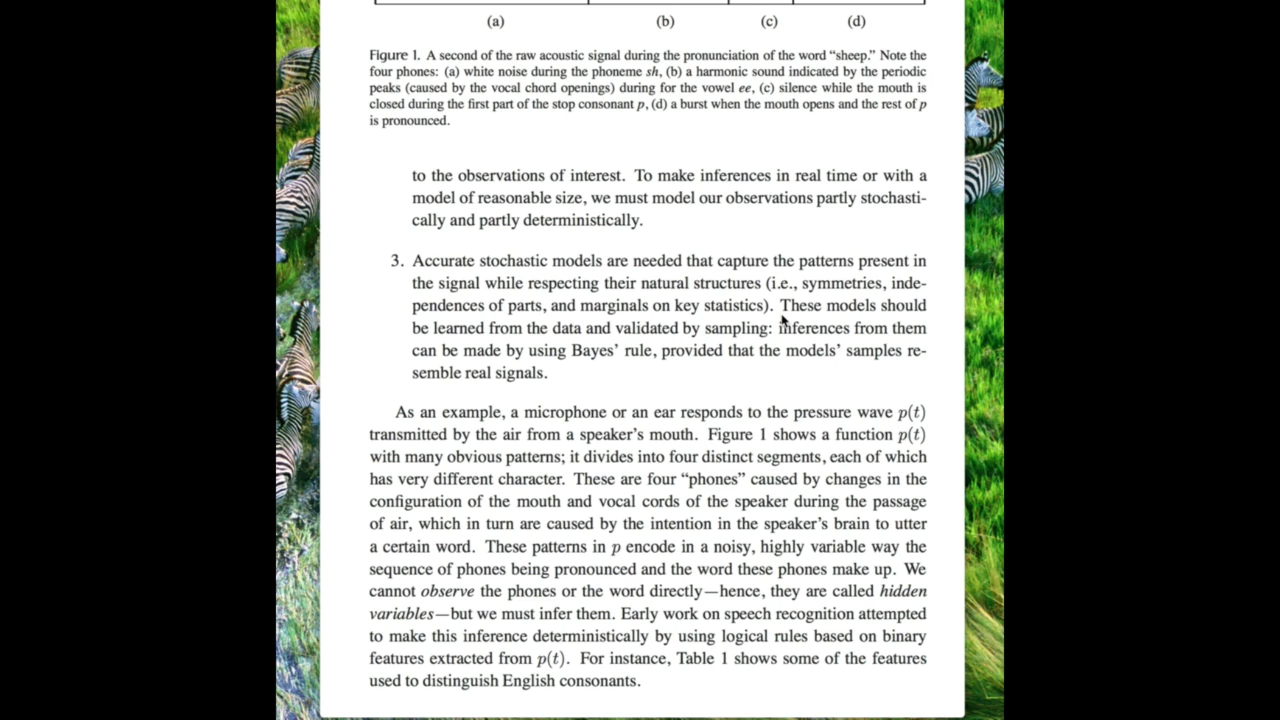 (a) (b) (c) (d)
Figure 1. A second of the raw acoustic signal during the pronunciation of the word “sheep.” Note the
four phones: (a) white noise during the phoneme sh, (b) a harmonic sound indicated by the periodic
peaks (caused by the vocal chord openings) during for the vowel ee, (c) silence while the mouth is
closed during the first part of the stop consonant p, (d) a burst when the mouth opens and the rest of p
is pronounced.
to the observations of interest. To make inferences in real time or with a
model of reasonable size, we must model our observations partly stochasti-
cally and partly deterministically.
3. Accurate stochastic models are needed that capture the patterns present in
the signal while respecting their natural structures (i.e., symmetries, inde-
pendences of parts, and marginals on key statistics). These models should
be learned from the data and validated by sampling: inferences from them
can be made by using Bayes’ rule, provided that the models’ samples re-
semble real signals.
As an example, a microphone or an ear responds to the pressure wave p(t)
transmitted by the air from a speaker’s mouth. Figure 1 shows a function p(t)
with many obvious patterns; it divides into four distinct segments, each of which
has very different character. These are four “phones” caused by changes in the
configuration of the mouth and vocal cords of the speaker during the passage
of air, which in turn are caused by the intention in the speaker’s brain to utter
a certain word. These patterns in p encode in a noisy, highly variable way the
sequence of phones being pronounced and the word these phones make up. We
cannot observe the phones or the word directly—hence, they are called hidden
variables—but we must infer them. Early work on speech recognition attempted
to make this inference deterministically by using logical rules based on binary
features extracted from p(t). For instance, Table 1 shows some of the features
used to distinguish English consonants.